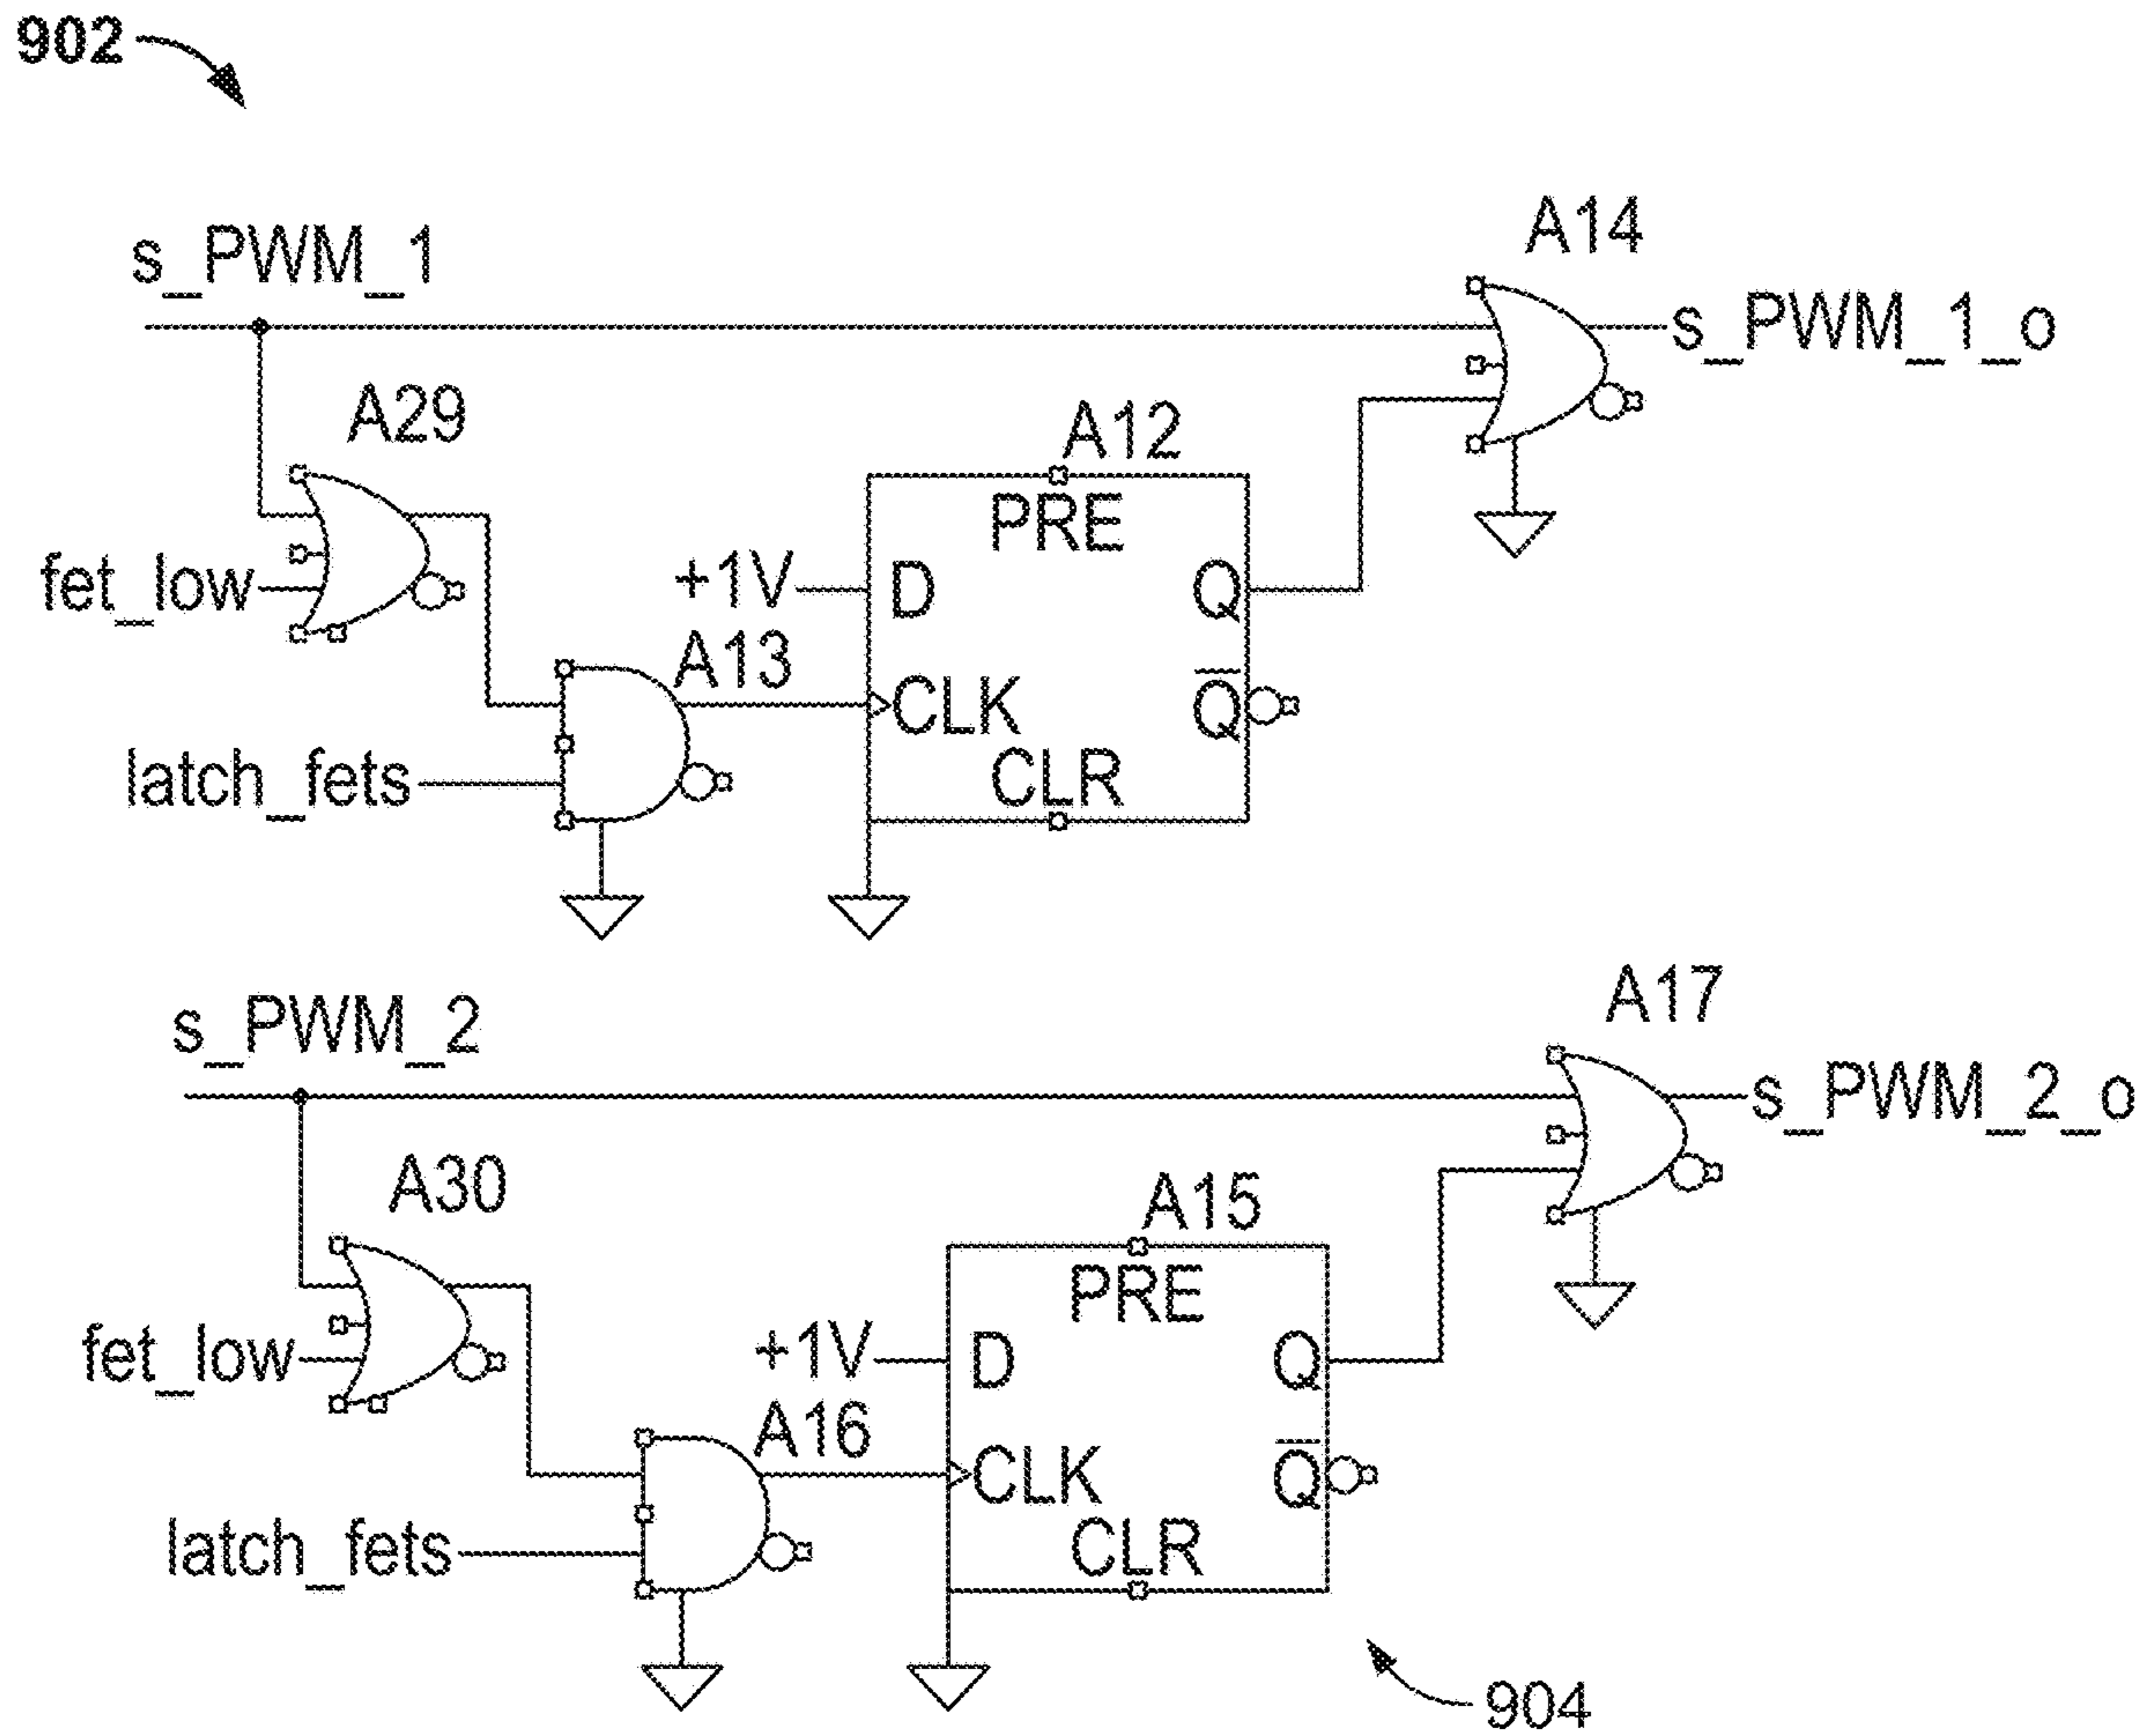 902
s_PWM_1
A14
s_PWM_1_o
A29
A12
PRE
fet_low
+1V
D
Q
A13
CLK
Q̅
latch_fets
CLR
s_PWM_2
A17
s_PWM_2_o
A30
A15
PRE
fet_low
+1V
D
Q
A16
CLK
Q̅
latch_fets
CLR
904